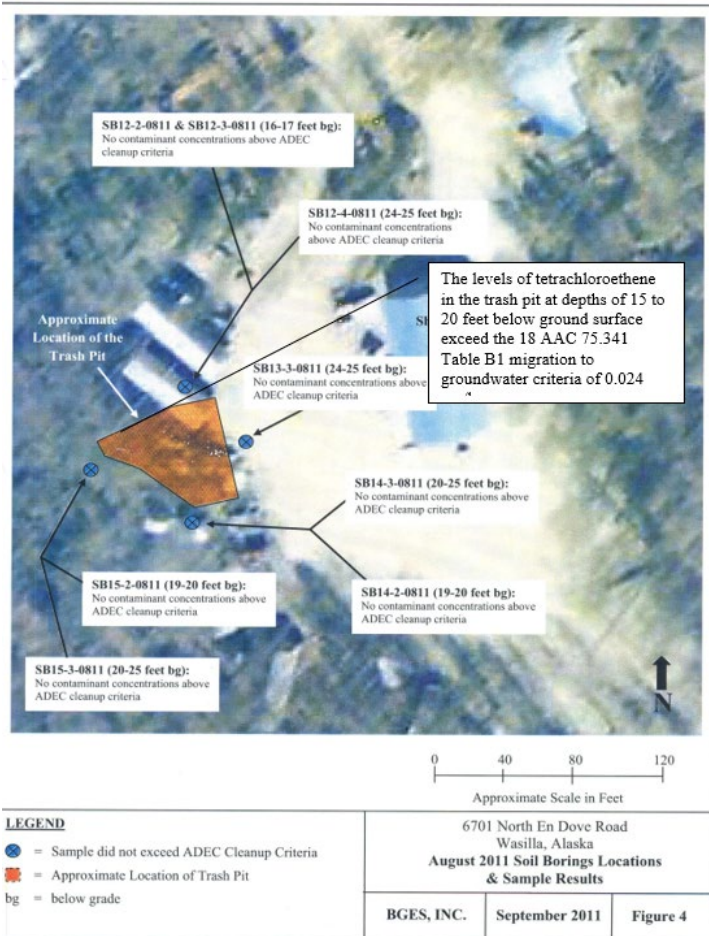 SB12-2-0811 & SB12-3-0811 (16-17 feet bg):
No contaminant concentrations above ADEC
cleanup criteria
SB12-4-0811 (24-25 feet bg):
No contaminant concentrations
above ADEC cleanup criteria
The levels of tetrachloroethene
in the trash pit at depths of 15 to
20 feet below ground surface
exceed the 18 AAC 75.341
Table B1 migration to
groundwater criteria of 0.024
Approximate
Location of the
Trash Pit
SB13-3-0811 (24-25 feet bg):
No contaminant concentrations above
ADEC cleanup criteria
SB14-3-0811 (20-25 feet bg):
No contaminant concentrations above
ADEC cleanup criteria
SB15-2-0811 (19-20 feet bg):
No contaminant concentrations above
ADEC cleanup criteria
SB14-2-0811 (19-20 feet bg):
No contaminant concentrations above
ADEC cleanup criteria
SB15-3-0811 (20-25 feet bg):
No contaminant concentrations above
ADEC cleanup criteria
N
0 40 80 120
Approximate Scale in Feet
LEGEND
= Sample did not exceed ADEC Cleanup Criteria
= Approximate Location of Trash Pit
bg = below grade
6701 North En Dove Road
Wasilla, Alaska
August 2011 Soil Borings Locations
& Sample Results
BGES, INC. September 2011 Figure 4